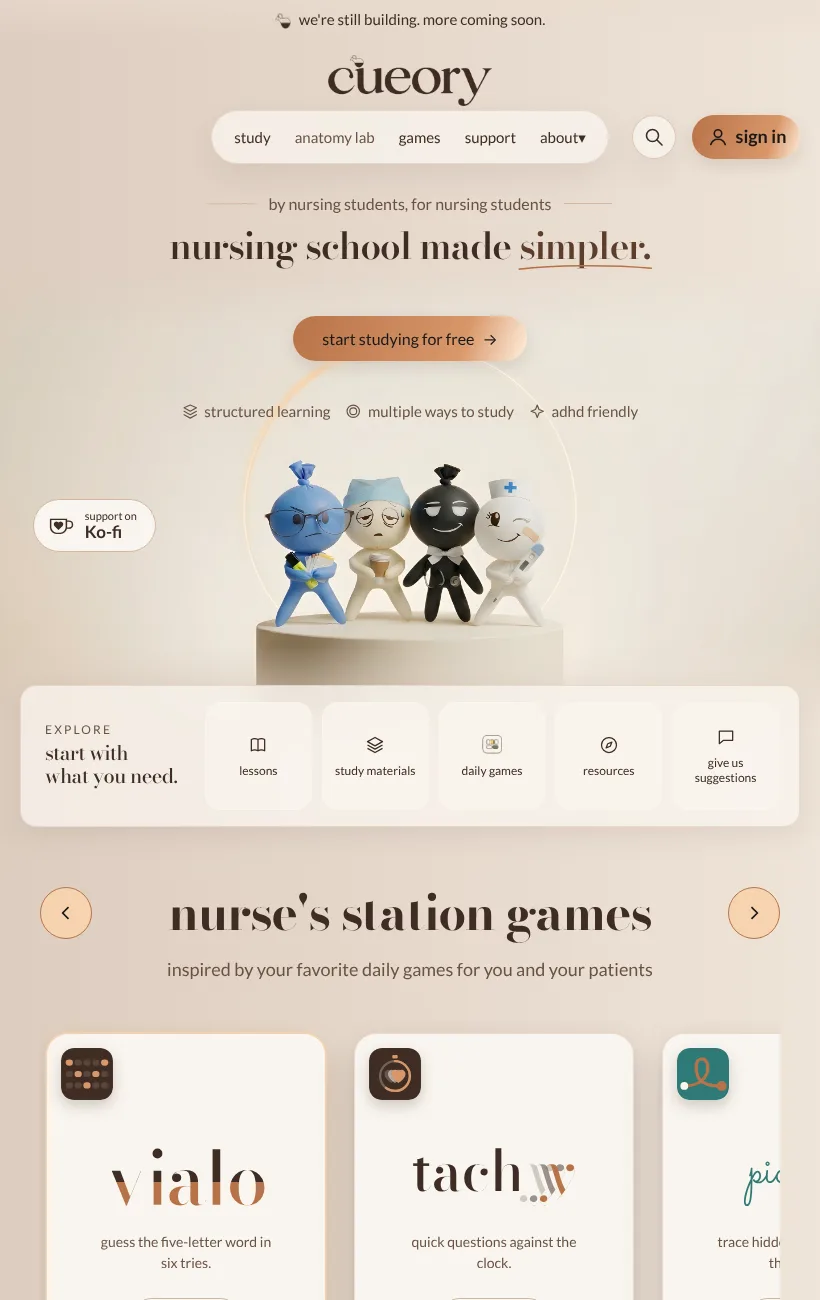 we're still building. more coming soon.
cueory
study anatomy lab games support about▾
sign in
by nursing students, for nursing students
nursing school made simpler.
start studying for free →
structured learning multiple ways to study adhd friendly
support on
Ko-fi
EXPLORE
start with
what you need.
lessons
study materials
daily games
resources
give us
suggestions
nurse's station games
inspired by your favorite daily games for you and your patients
vialo
guess the five-letter word in
six tries.
tach
quick questions against the
clock.
trace